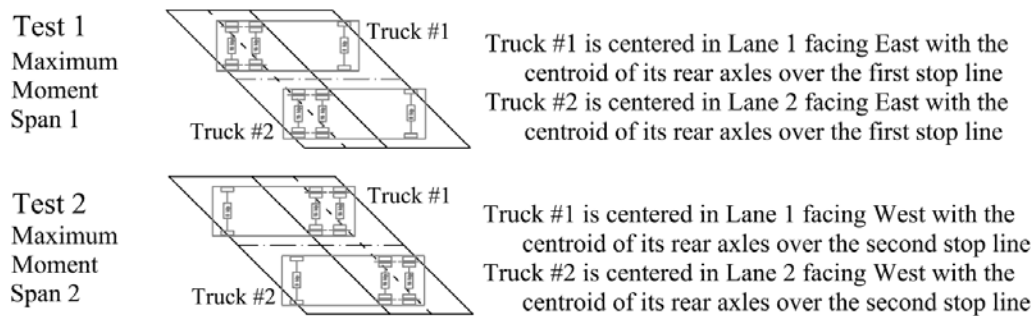 Test 1
Maximum
Moment
Span 1
Truck #1
Truck #2
Truck #1 is centered in Lane 1 facing East with the
centroid of its rear axles over the first stop line
Truck #2 is centered in Lane 2 facing East with the
centroid of its rear axles over the first stop line
Test 2
Maximum
Moment
Span 2
Truck #1
Truck #2
Truck #1 is centered in Lane 1 facing West with the
centroid of its rear axles over the second stop line
Truck #2 is centered in Lane 2 facing West with the
centroid of its rear axles over the second stop line